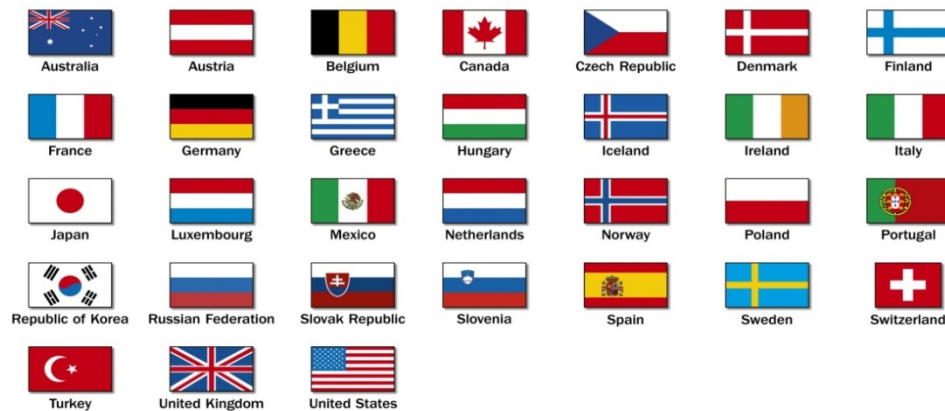 Australia
Austria
Belgium
Canada
Czech Republic
Denmark
Finland
France
Germany
Greece
Hungary
Iceland
Ireland
Italy
Japan
Luxembourg
Mexico
Netherlands
Norway
Poland
Portugal
Republic of Korea
Russian Federation
Slovak Republic
Slovenia
Spain
Sweden
Switzerland
Turkey
United Kingdom
United States